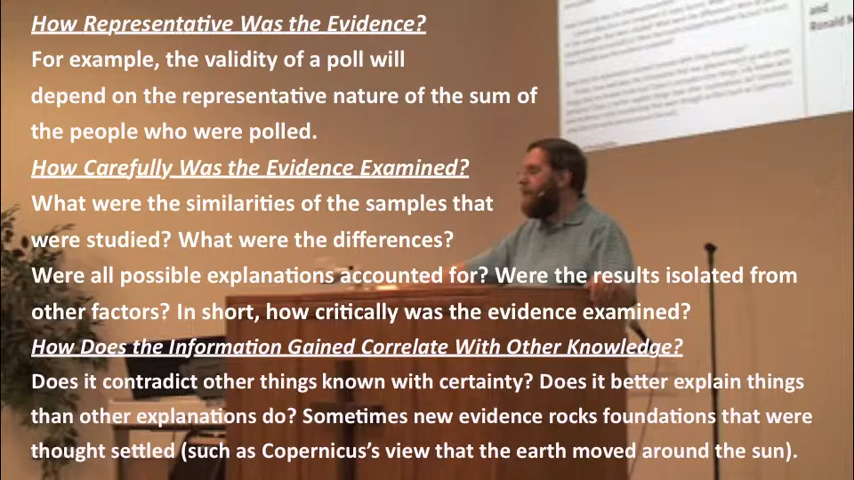 How Representative Was the Evidence?
For example, the validity of a poll will
depend on the representative nature of the sum of
the people who were polled.
How Carefully Was the Evidence Examined?
What were the similarities of the samples that
were studied? What were the differences?
Were all possible explanations accounted for? Were the results isolated from
other factors? In short, how critically was the evidence examined?
How Does the Information Gained Correlate With Other Knowledge?
Does it contradict other things known with certainty? Does it better explain things
than other explanations do? Sometimes new evidence rocks foundations that were
thought settled (such as Copernicus's view that the earth moved around the sun).
and
Ronald